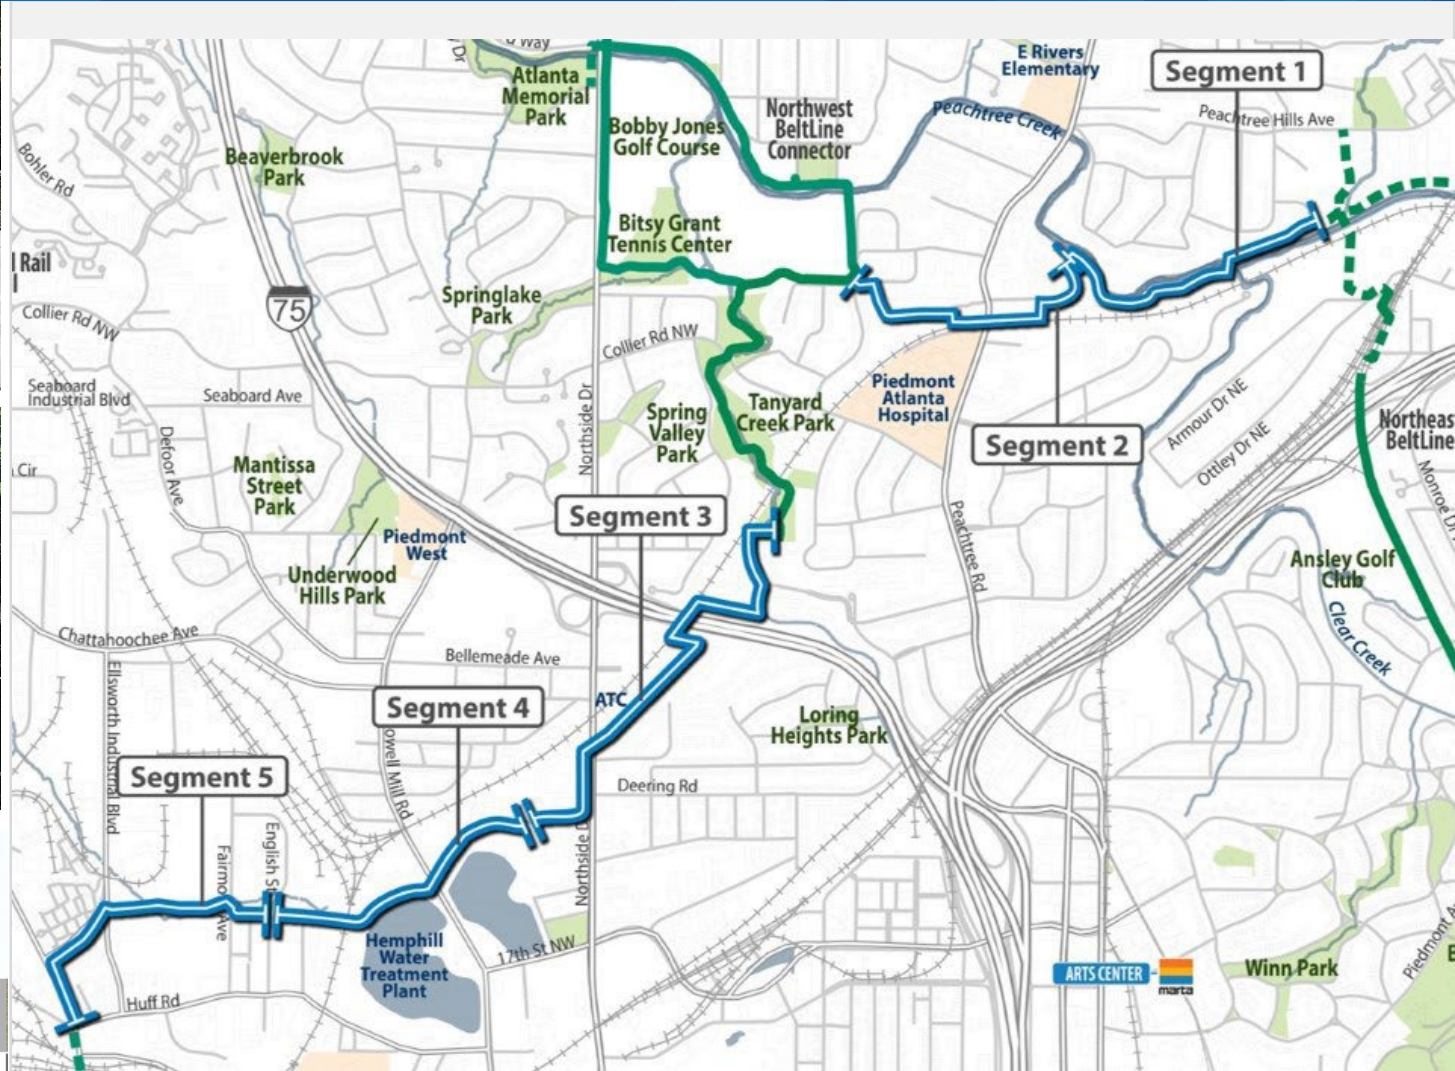 d Way
Dr
E Rivers
Elementary
Segment 1
Atlanta
Memorial
Park
Peachtree Creek
Peachtree Hills Ave
Northwest
BeltLine
Connector
Bobby Jones
Golf Course
Beaverbrook
Park
Bohler Rd
Bitsy Grant
Tennis Center
Rail
75
Springlake
Park
Collier Rd NW
Collier Rd NW
Seaboard
Industrial Blvd
Seaboard Ave
Northside Dr
Piedmont
Atlanta
Hospital
Armour Dr NE
Ottley Dr NE
Northeas
BeltLine
Spring
Valley
Park
Tanyard
Creek Park
Segment 2
Defoor Ave
Cir
Mantissa
Street
Park
Monroe Dr
Segment 3
Peachtree Rd
Piedmont
West
Underwood
Hills Park
Ansley Golf
Club
Clear Creek
Chattahoochee Ave
Bellemeade Ave
Ellsworth Industrial Blvd
ATC
Segment 4
Loring
Heights Park
owell Mill Rd
Segment 5
Deering Rd
English S
Fairmo
Ave
Northside D
Hemphill
Water
Treatment
Plant
17th St NW
Huff Rd
ARTS CENTER
marta
Winn Park
Piedmont A